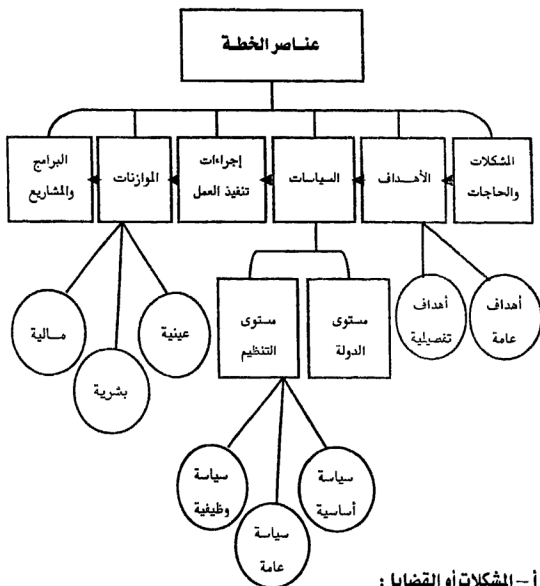 عناصر الخطة
المشكلات
والحاجات
الأهداف
السياسات
إجراءات
تنفيذ العمل
الموازنات
البرامج
والمشاريع
أهداف
عامة
أهداف
تفصيلية
مستوى
الدولة
مستوى
التنظيم
عينية
بشرية
مالية
سياسة
أساسية
سياسة
عامة
سياسة
وظيفية
أ - المشكلات أو القضايا :